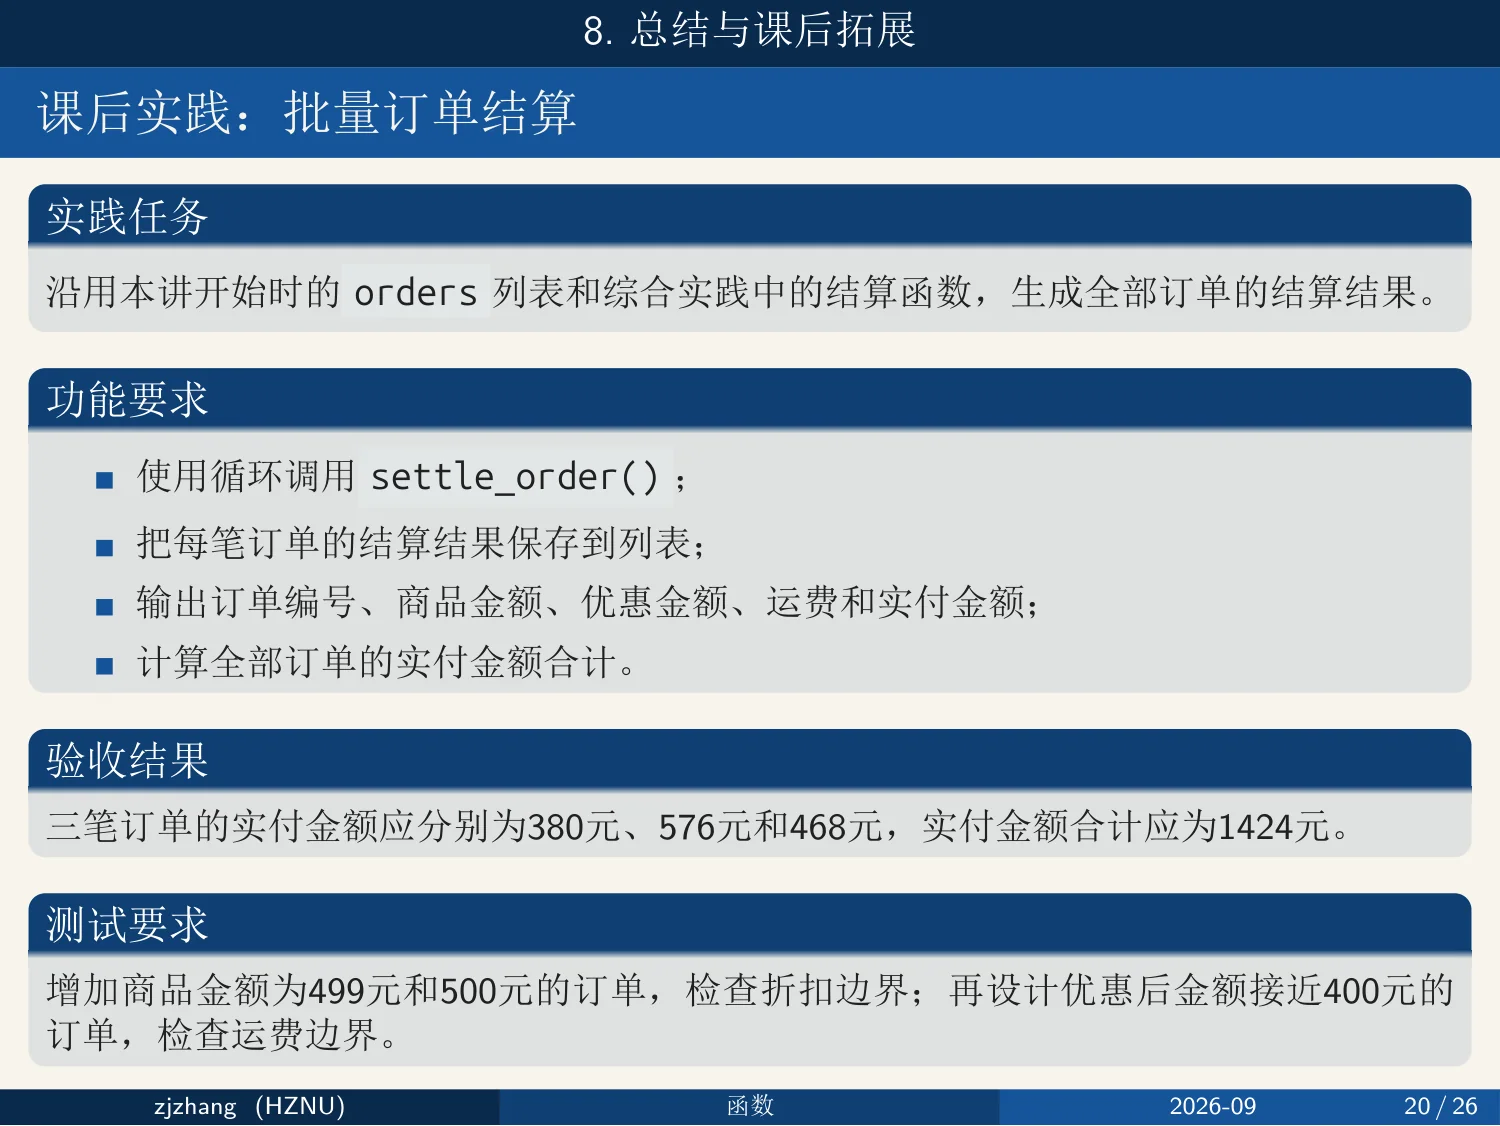 8. 总结与课后拓展
课后实践：批量订单结算
实践任务
沿用本讲开始时的 orders 列表和综合实践中的结算函数，生成全部订单的结算结果。
功能要求
使用循环调用 settle_order()；
把每笔订单的结算结果保存到列表；
输出订单编号、商品金额、优惠金额、运费和实付金额；
计算全部订单的实付金额合计。
验收结果
三笔订单的实付金额应分别为380元、576元和468元，实付金额合计应为1424元。
测试要求
增加商品金额为499元和500元的订单，检查折扣边界；再设计优惠后金额接近400元的
订单，检查运费边界。
zjzhang (HZNU) 函数 2026-09 20 / 26